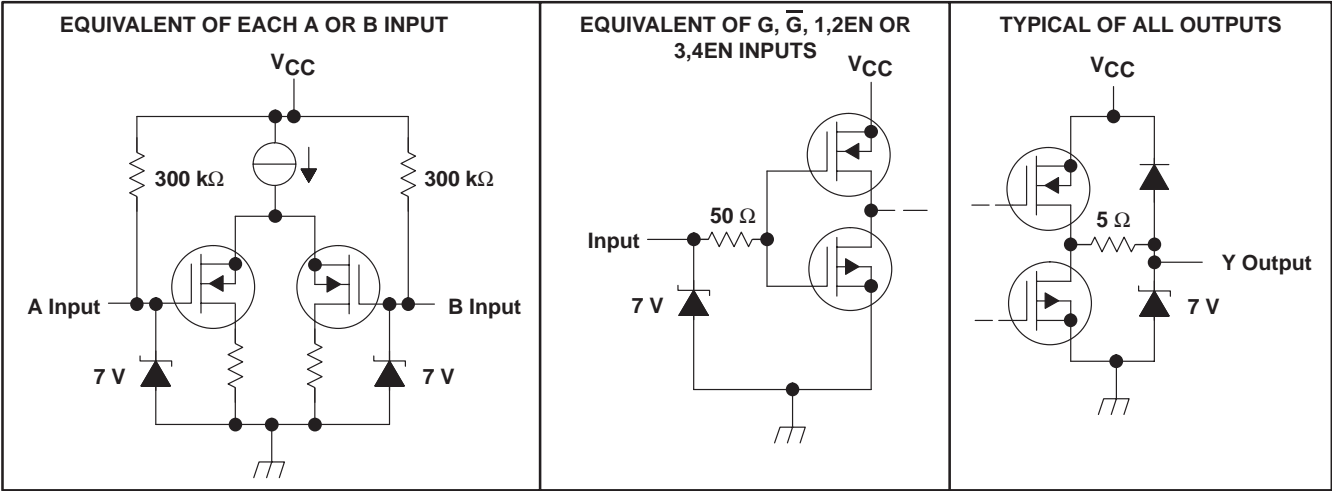 EQUIVALENT OF EACH A OR B INPUT
VCC
300 kΩ
300 kΩ
A Input
B Input
7 V
7 V
EQUIVALENT OF G, G̅, 1,2EN OR
3,4EN INPUTS
VCC
50 Ω
Input
7 V
TYPICAL OF ALL OUTPUTS
VCC
5 Ω
Y Output
7 V